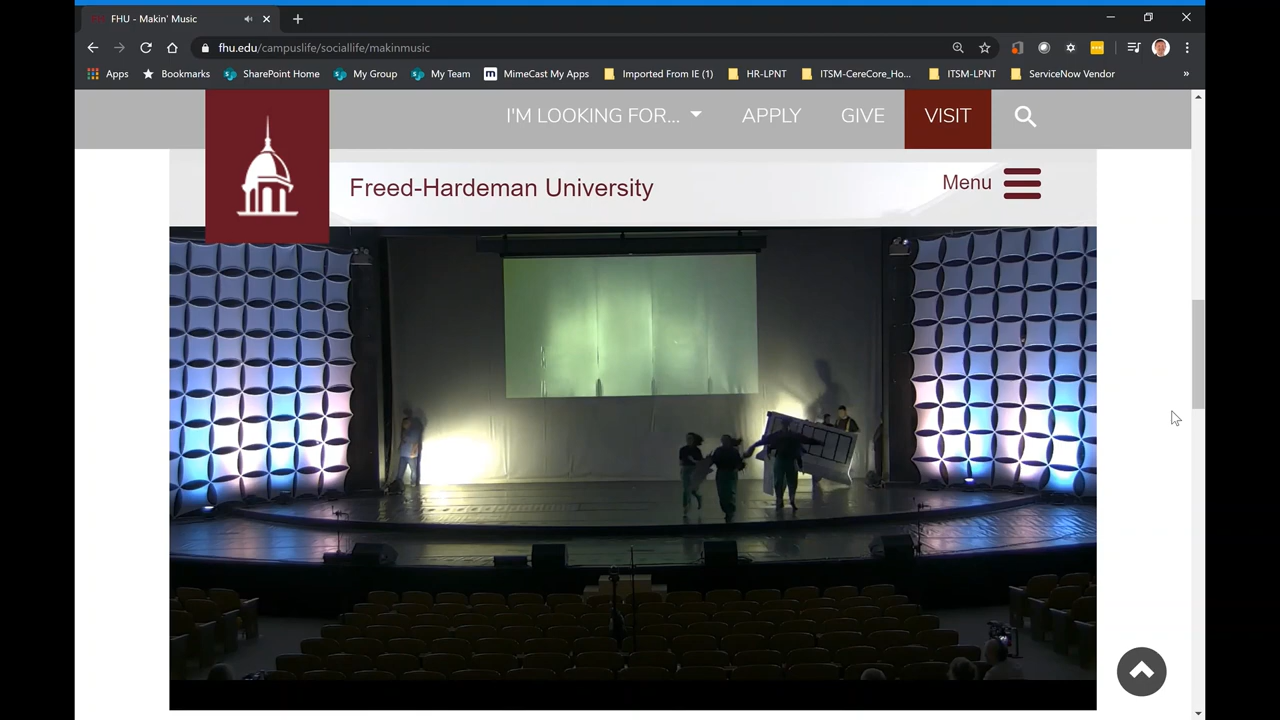 FHU - Makin' Music
fhu.edu/campuslife/sociallife/makinmusic
Apps Bookmarks SharePoint Home My Group My Team m MimeCast My Apps Imported From IE (1) HR-LPNT ITSM-CereCore_Ho... ITSM-LPNT ServiceNow Vendor »
I'M LOOKING FOR... APPLY GIVE VISIT
Freed-Hardeman University Menu